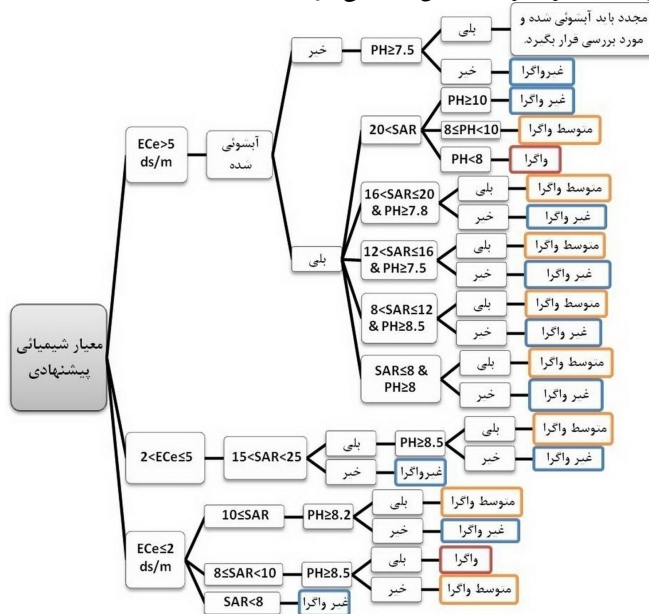 مجدد باید آبشوئی شده و
مورد بررسی قرار بگیرد.
بلی
خیر
PH≥7.5
خیر
غیرواگرا
PH≥10
غیر واگرا
20<SAR
8≤PH<10
متوسط واگرا
PH<8
واگرا
ECe>5
ds/m
آبشوئی
شده
16<SAR≤20
& PH≥7.8
بلی
متوسط واگرا
خیر
غیر واگرا
بلی
12<SAR≤16
& PH≥7.5
بلی
متوسط واگرا
خیر
غیر واگرا
8<SAR≤12
& PH≥8.5
بلی
متوسط واگرا
خیر
غیر واگرا
SAR≤8 &
PH≥8
بلی
متوسط واگرا
خیر
غیر واگرا
معیار شیمیائی
پیشنهادی
2<ECe≤5
15<SAR<25
بلی
PH≥8.5
بلی
متوسط واگرا
خیر
غیر واگرا
خیر
غیرواگرا
ECe≤2
ds/m
10≤SAR
PH≥8.2
بلی
متوسط واگرا
خیر
غیر واگرا
8≤SAR<10
PH≥8.5
بلی
واگرا
خیر
متوسط واگرا
SAR<8
غیر واگرا